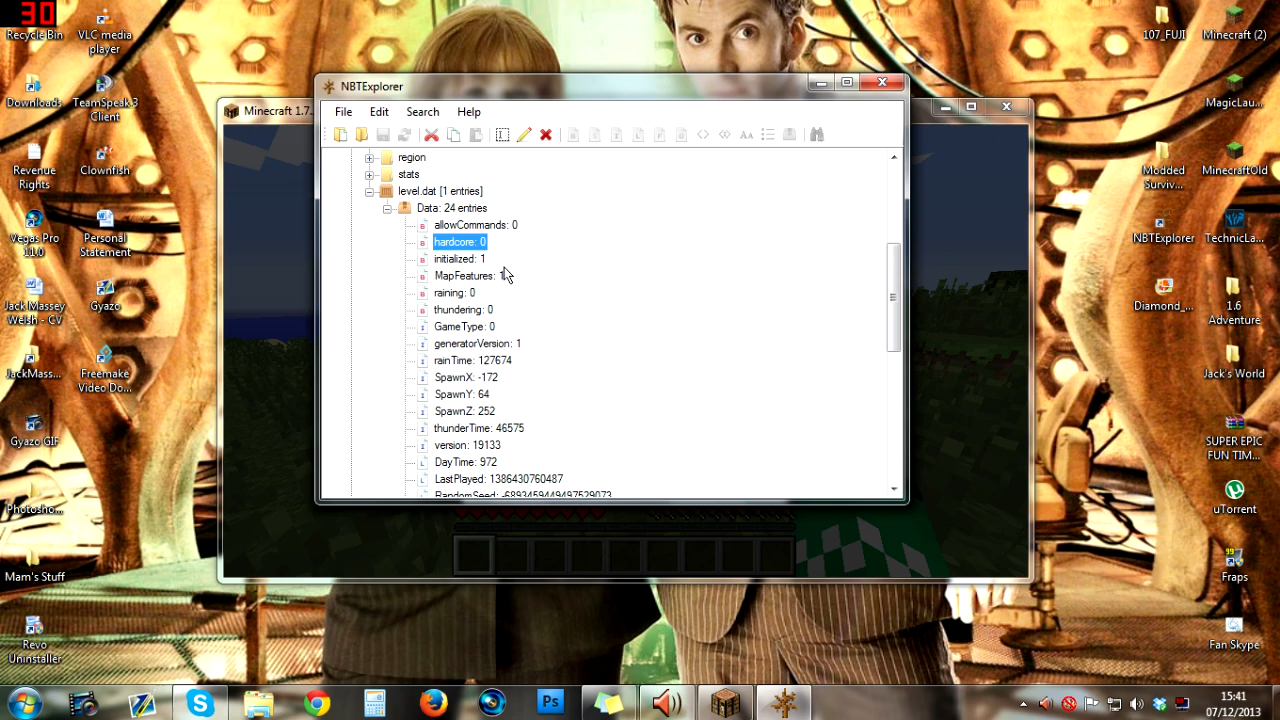 30
Recycle Bin
VLC media
player
107_FUJI
Minecraft (2)
NBTExplorer
Downloads
TeamSpeak 3
Client
Minecraft 1.7.
File Edit Search Help
MagicLau...
Revenue
Rights
Clownfish
region
stats
level.dat [1 entries]
Data: 24 entries
allowCommands: 0
hardcore: 0
initialized: 1
MapFeatures: 1
raining: 0
thundering: 0
GameType: 0
generatorVersion: 1
rainTime: 127674
SpawnX: -172
SpawnY: 64
SpawnZ: 252
thunderTime: 46575
version: 19133
DayTime: 972
LastPlayed: 1386430760487
RandomSeed: -6893459449497529073
Modded
Surviv...
MinecraftOld
Vegas Pro
11.0
Personal
Statement
NBTExplorer
TechnicLa...
Jack Massey
Welsh - CV
Gyazo
Diamond_...
1.6
Adventure
JackMass...
Freemake
Video Do...
Jack's World
Gyazo GIF
SUPER EPIC
FUN TIM...
Photosho...
uTorrent
Mam's Stuff
99
Fraps
Revo
Uninstaller
Fan Skype
Ps
15:41
07/12/2013